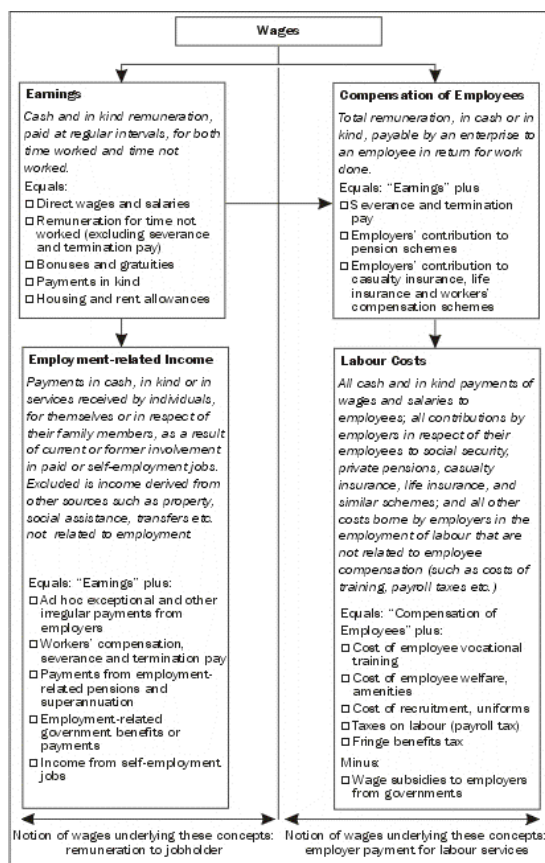 Wages
Earnings
Cash and in kind remuneration,
paid at regular intervals, for both
time worked and time not
worked.
Equals:
Direct wages and salaries
Remuneration for time not
worked (excluding severance
and termination pay)
Bonuses and gratuities
Payments in kind
Housing and rent allowances
Compensation of Employees
Total remuneration, in cash or in
kind, payable by an enterprise to
an employee in return for work
done.
Equals: “Earnings” plus
Severance and termination
pay
Employers' contribution to
pension schemes
Employers' contribution to
casualty insurance, life
insurance and workers'
compensation schemes
Employment-related Income
Payments in cash, in kind or in
services received by individuals,
for themselves or in respect of
their family members, as a result
of current or former involvement
in paid or self-employment jobs.
Excluded is income derived from
other sources such as property,
social assistance, transfers etc.
not related to employment
Equals: “Earnings” plus:
Ad hoc exceptional and other
irregular payments from
employers
Workers' compensation,
severance and termination pay
Payments from employment-
related pensions and
superannuation
Employment-related
government benefits or
payments
Income from self-employment
jobs
Labour Costs
All cash and in kind payments of
wages and salaries to
employees; all contributions by
employers in respect of their
employees to social security,
private pensions, casualty
insurance, life insurance, and
similar schemes; and all other
costs borne by employers in the
employment of labour that are
not related to employee
compensation (such as costs of
training, payroll taxes etc.)
Equals: “Compensation of
Employees” plus:
Cost of employee vocational
training
Cost of employee welfare,
amenities
Cost of recruitment, uniforms
Taxes on labour (payroll tax)
Fringe benefits tax
Minus:
Wage subsidies to employers
from governments
Notion of wages underlying these concepts:
remuneration to jobholder
Notion of wages underlying these concepts:
employer payment for labour services